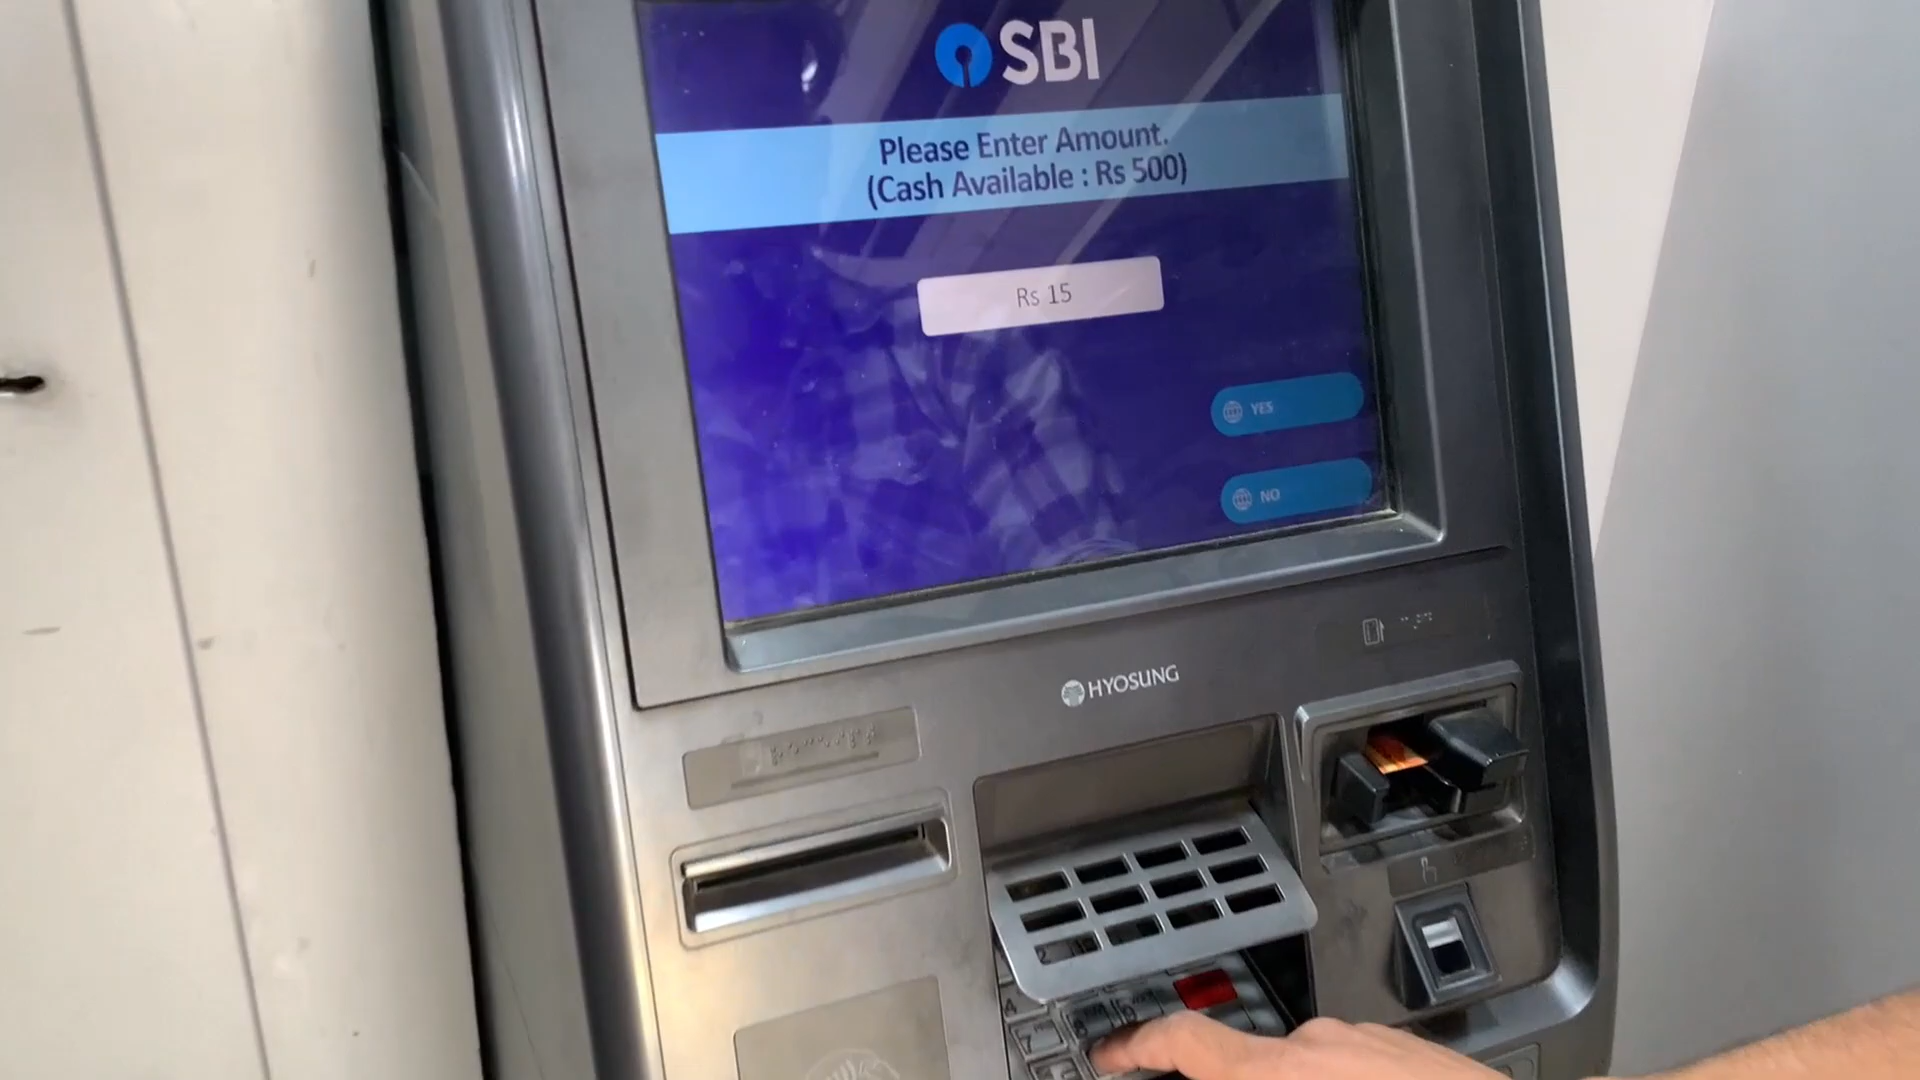 SBI
Please Enter Amount.
(Cash Available : Rs 500)
Rs 15
YES
NO
HYOSUNG